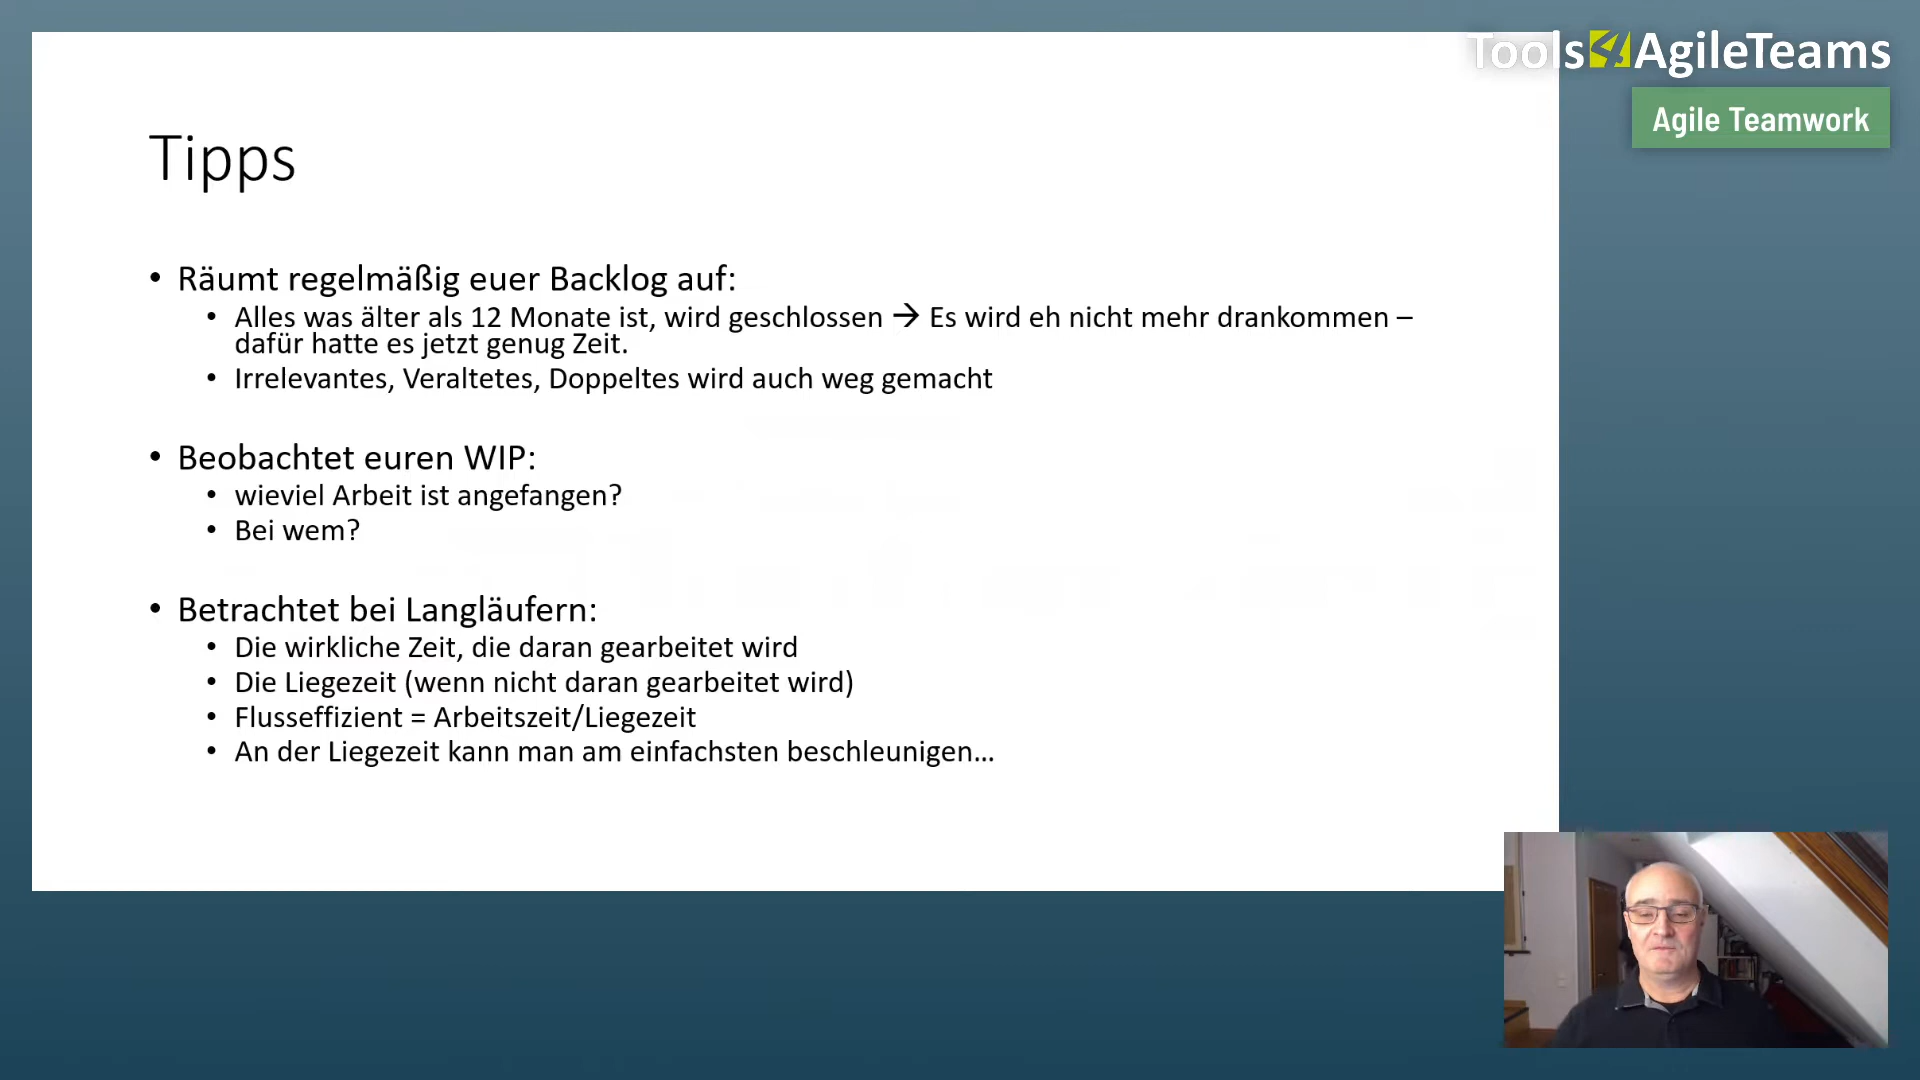 Tools4AgileTeams
Agile Teamwork
Tipps
• Räumt regelmäßig euer Backlog auf:
• Alles was älter als 12 Monate ist, wird geschlossen → Es wird eh nicht mehr drankommen –
dafür hatte es jetzt genug Zeit.
• Irrelevantes, Veraltetes, Doppeltes wird auch weg gemacht
• Beobachtet euren WIP:
• wieviel Arbeit ist angefangen?
• Bei wem?
• Betrachtet bei Langläufern:
• Die wirkliche Zeit, die daran gearbeitet wird
• Die Liegezeit (wenn nicht daran gearbeitet wird)
• Flusseffizient = Arbeitszeit/Liegezeit
• An der Liegezeit kann man am einfachsten beschleunigen...